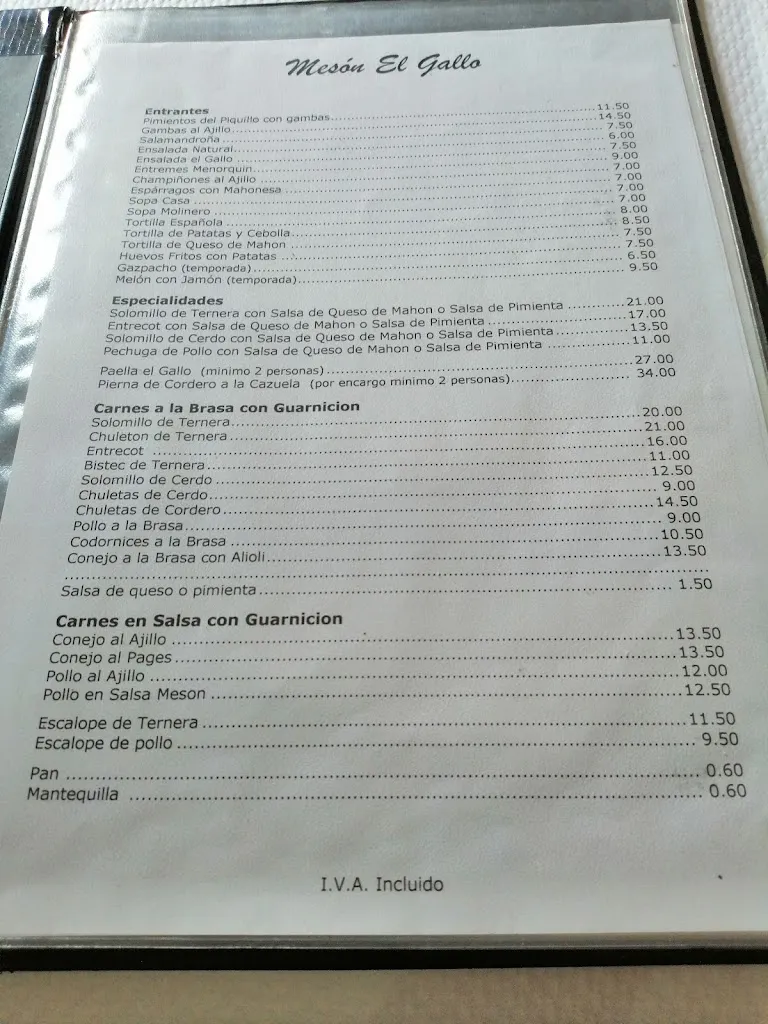 Mesón El Gallo
Entrantes
Pimientos del Piquillo con gambas 11.50
Gambas al Ajillo 14.50
Salamandroña 7.50
Ensalada Natural 6.00
Ensalada el Gallo 7.50
Entremes Menorquin 9.00
Champiñones al Ajillo 7.00
Espárragos con Mahonesa 7.00
Sopa Casa 7.00
Sopa Molinero 7.00
Tortilla Española 8.00
Tortilla de Patatas y Cebolla 8.50
Tortilla de Queso de Mahon 7.50
Huevos Fritos con Patatas 7.50
Gazpacho (temporada) 6.50
Melón con Jamón (temporada) 9.50
Especialidades
Solomillo de Ternera con Salsa de Queso de Mahon o Salsa de Pimienta 21.00
Entrecot con Salsa de Queso de Mahon o Salsa de Pimienta 17.00
Solomillo de Cerdo con Salsa de Queso de Mahon o Salsa de Pimienta 13.50
Pechuga de Pollo con Salsa de Queso de Mahon o Salsa de Pimienta 11.00
Paella el Gallo (minimo 2 personas) 27.00
Pierna de Cordero a la Cazuela (por encargo minimo 2 personas) 34.00
Carnes a la Brasa con Guarnicion
Solomillo de Ternera 20.00
Chuleton de Ternera 21.00
Entrecot 16.00
Bistec de Ternera 11.00
Solomillo de Cerdo 12.50
Chuletas de Cerdo 9.00
Chuletas de Cordero 14.50
Pollo a la Brasa 9.00
Codornices a la Brasa 10.50
Conejo a la Brasa con Alioli 13.50
Salsa de queso o pimienta 1.50
Carnes en Salsa con Guarnicion
Conejo al Ajillo 13.50
Conejo al Pages 13.50
Pollo al Ajillo 12.00
Pollo en Salsa Meson 12.50
Escalope de Ternera 11.50
Escalope de pollo 9.50
Pan 0.60
Mantequilla 0.60
I.V.A. Incluido